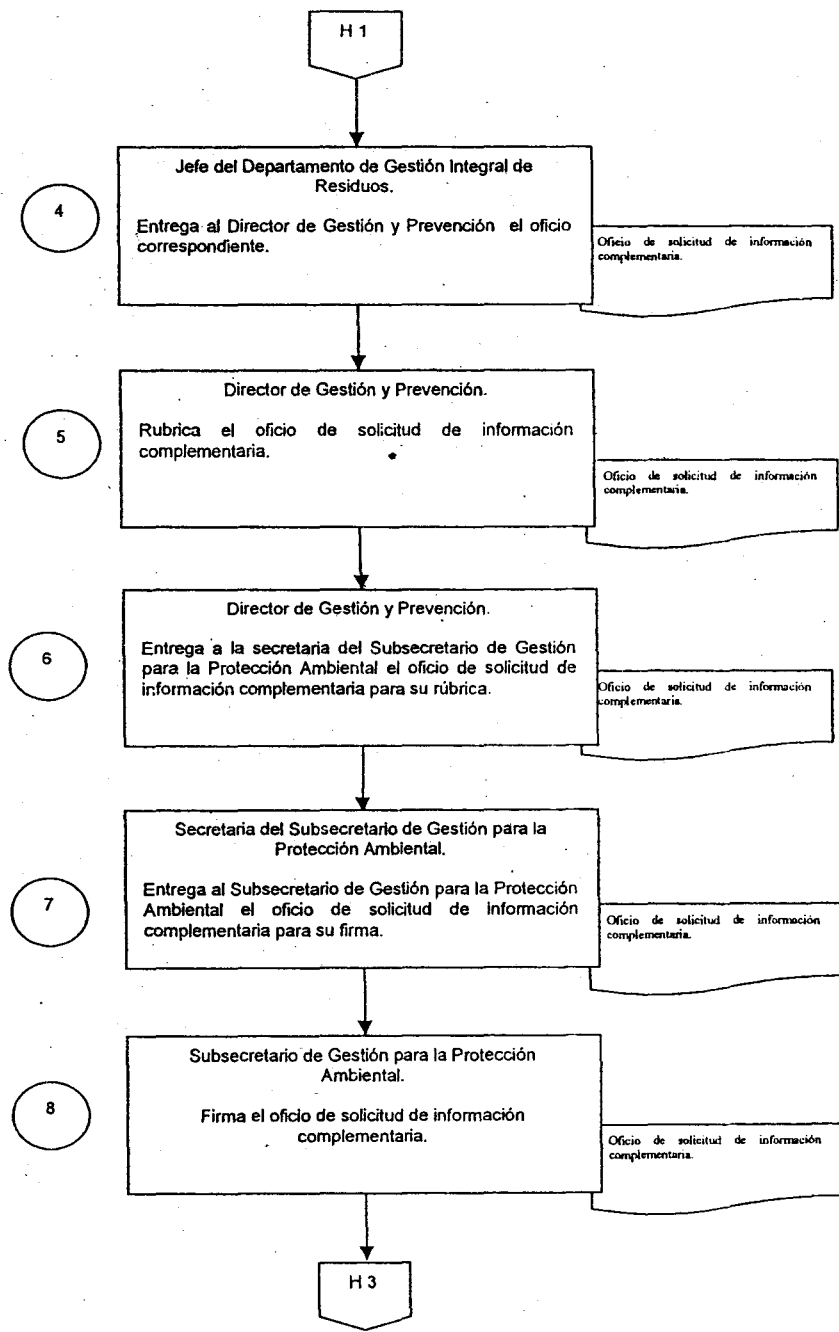 H 1
Jefe del Departamento de Gestión Integral de
Residuos.
4
Entrega al Director de Gestión y Prevención el oficio
correspondiente.
Oficio de solicitud de información
complementaria.
Director de Gestión y Prevención.
5
Rubrica el oficio de solicitud de información
complementaria.
Oficio de solicitud de información
complementaria.
Director de Gestión y Prevención.
6
Entrega a la secretaria del Subsecretario de Gestión
para la Protección Ambiental el oficio de solicitud de
información complementaria para su rúbrica.
Oficio de solicitud de información
complementaria.
Secretaria del Subsecretario de Gestión para la
Protección Ambiental.
7
Entrega al Subsecretario de Gestión para la Protección
Ambiental el oficio de solicitud de información
complementaria para su firma.
Oficio de solicitud de información
complementaria.
Subsecretario de Gestión para la Protección
Ambiental.
8
Firma el oficio de solicitud de información
complementaria.
Oficio de solicitud de información
complementaria.
H 3